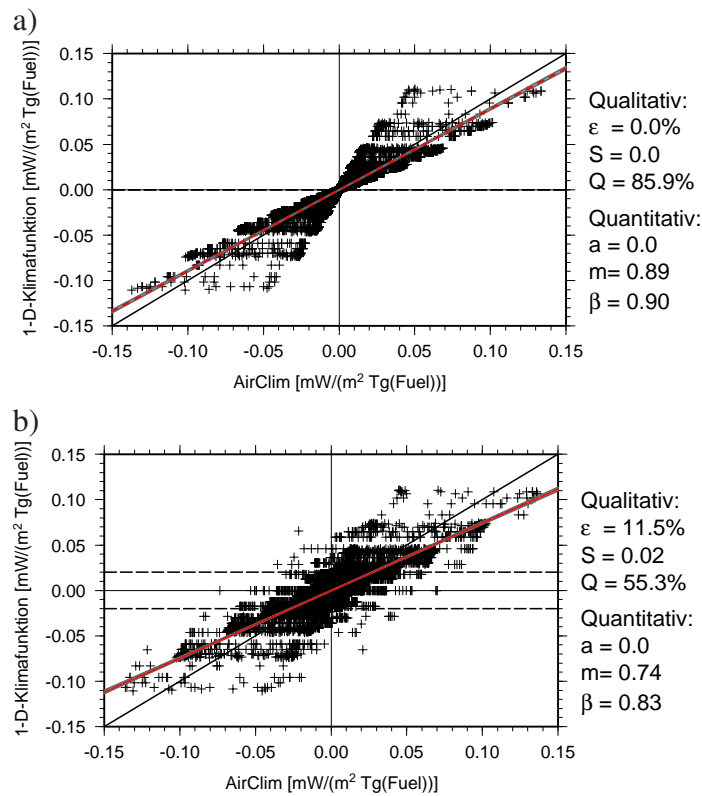 a)
1-D-Klimafunktion [mW/(m² Tg(Fuel))]
0.15
0.10
0.05
0.00
-0.05
-0.10
-0.15
-0.15 -0.10 -0.05 0.00 0.05 0.10 0.15
AirClim [mW/(m² Tg(Fuel))]
Qualitativ:
ε = 0.0%
S = 0.0
Q = 85.9%
Quantitativ:
a = 0.0
m= 0.89
β = 0.90
b)
1-D-Klimafunktion [mW/(m² Tg(Fuel))]
0.15
0.10
0.05
0.00
-0.05
-0.10
-0.15
-0.15 -0.10 -0.05 0.00 0.05 0.10 0.15
AirClim [mW/(m² Tg(Fuel))]
Qualitativ:
ε = 11.5%
S = 0.02
Q = 55.3%
Quantitativ:
a = 0.0
m= 0.74
β = 0.83